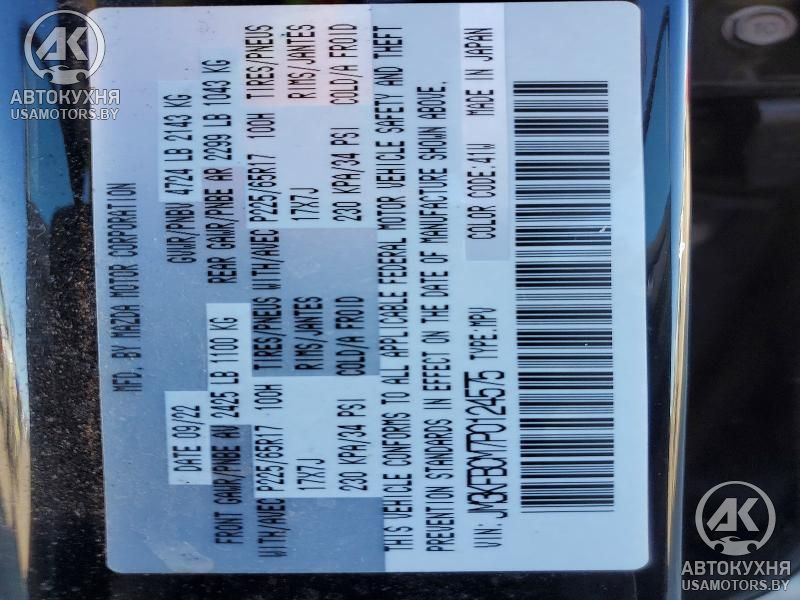 MFD. BY MAZDA MOTOR CORPORATION
DATE 09/22 GVWR/PNBV 4724 LB 2143 KG
FRONT GAWR/PNBE AV 2425 LB 1100 KG REAR GAWR/PNBE AR 2299 LB 1043 KG
WITH/AVEC P225/65R17 100H TIRES/PNEUS WITH/AVEC P225/65R17 100H TIRES/PNEUS
17X7J RIMS/JANTES 17X7J RIMS/JANTES
230 KPA/34 PSI COLD/A FROID 230 KPA/34 PSI COLD/A FROID
THIS VEHICLE CONFORMS TO ALL APPLICABLE FEDERAL MOTOR VEHICLE SAFETY AND THEFT
PREVENTION STANDARDS IN EFFECT ON THE DATE OF MANUFACTURE SHOWN ABOVE.
VIN: JM3KFBCM7P0124575 TYPE:MPV COLOR CODE:41W MADE IN JAPAN
АК
АВТОКУХНЯ
USAMOTORS.BY
АК
АВТОКУХНЯ
USAMOTORS.BY